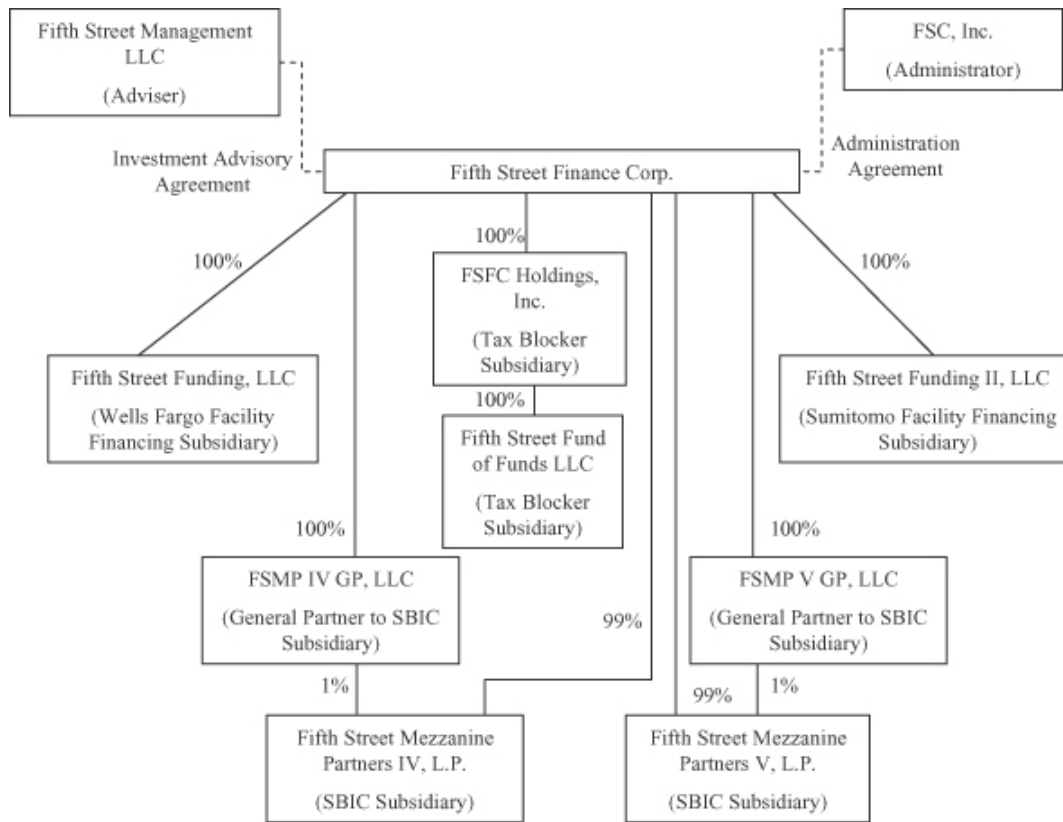 Fifth Street Management
LLC
(Adviser)
FSC, Inc.
(Administrator)
Investment Advisory
Agreement
Administration
Agreement
Fifth Street Finance Corp.
100%
100%
100%
FSFC Holdings,
Inc.
(Tax Blocker
Subsidiary)
Fifth Street Funding, LLC
(Wells Fargo Facility
Financing Subsidiary)
Fifth Street Funding II, LLC
(Sumitomo Facility Financing
Subsidiary)
100%
Fifth Street Fund
of Funds LLC
(Tax Blocker
Subsidiary)
100%
100%
FSMP IV GP, LLC
(General Partner to SBIC
Subsidiary)
99%
FSMP V GP, LLC
(General Partner to SBIC
Subsidiary)
1%
99%
1%
Fifth Street Mezzanine
Partners IV, L.P.
(SBIC Subsidiary)
Fifth Street Mezzanine
Partners V, L.P.
(SBIC Subsidiary)